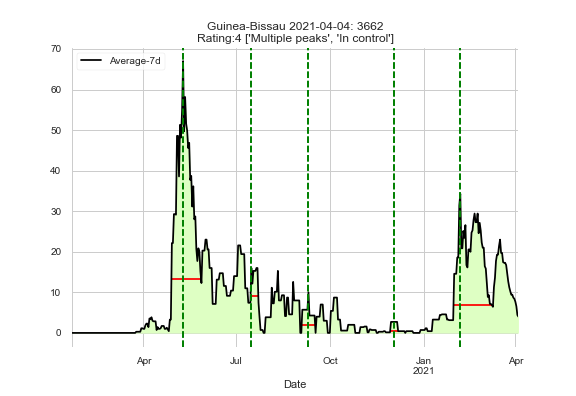 Guinea-Bissau 2021-04-04: 3662
Rating:4 ['Multiple peaks', 'In control']
Average-7d
70
60
50
40
30
20
10
0
Apr Jul Oct Jan Apr
2021
Date